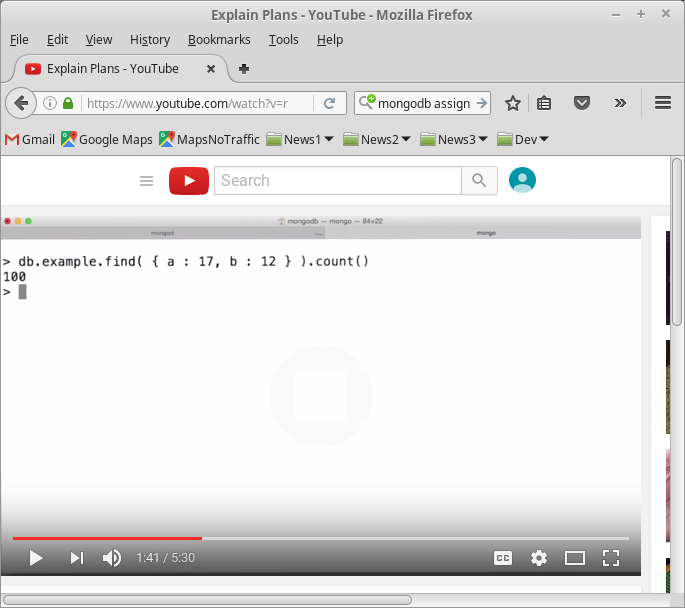 Explain Plans - YouTube - Mozilla Firefox
File Edit View History Bookmarks Tools Help
Explain Plans - YouTube
https://www.youtube.com/watch?v=r mongodb assign
Gmail Google Maps MapsNoTraffic News1 News2 News3 Dev
Search
mongodb — mongo — 84×22
mongod mongo
> db.example.find( { a : 17, b : 12 } ).count()
100
>
1:41 / 5:30 CC